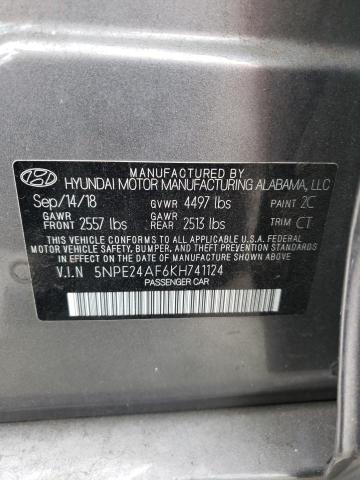 MANUFACTURED BY
HYUNDAI MOTOR MANUFACTURING ALABAMA, LLC
Sep/14/18 GVWR 4497 lbs PAINT 2C
GAWR FRONT 2557 lbs GAWR REAR 2513 lbs TRIM CT
THIS VEHICLE CONFORMS TO ALL APPLICABLE U.S.A. FEDERAL
MOTOR VEHICLE SAFETY, BUMPER, AND THEFT PREVENTION STANDARDS
IN EFFECT ON THE DATE OF MANUFACTURE SHOWN ABOVE.
V.I.N 5NPE24AF6KH741124
PASSENGER CAR